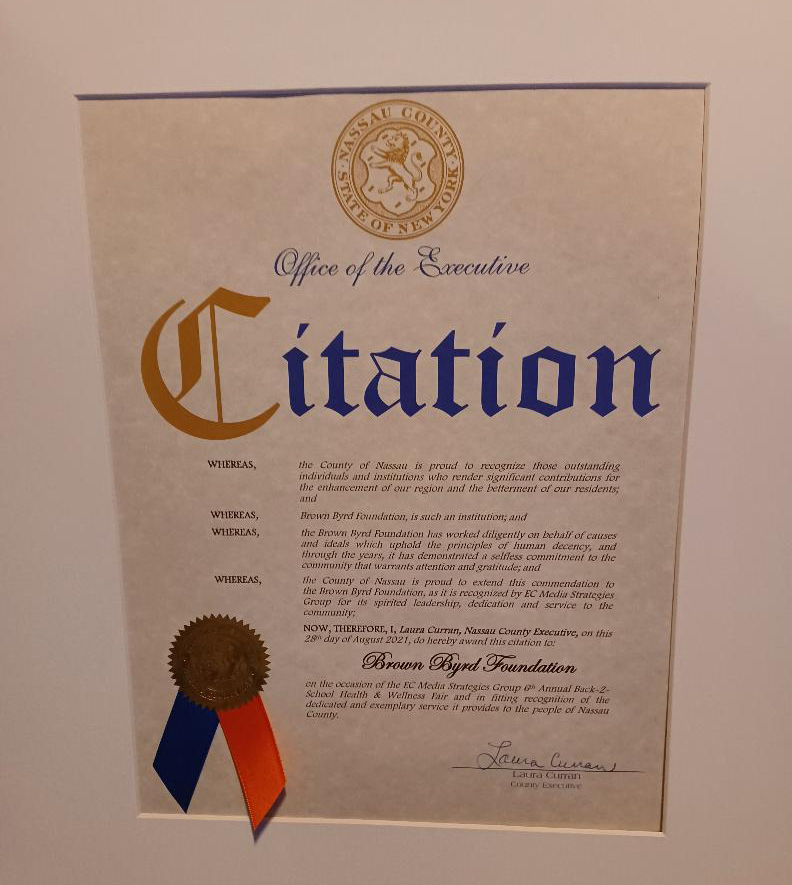 NASSAU COUNTY
STATE OF NEW YORK
Office of the Executive
Citation
WHEREAS, the County of Nassau is proud to recognize those outstanding
individuals and institutions who render significant contributions for
the enhancement of our region and the betterment of our residents;
and
WHEREAS, Brown Byrd Foundation, is such an institution; and
WHEREAS, the Brown Byrd Foundation has worked diligently on behalf of causes
and ideals which uphold the principles of human decency, and
through the years, it has demonstrated a selfless commitment to the
community that warrants attention and gratitude; and
WHEREAS, the County of Nassau is proud to extend this commendation to
the Brown Byrd Foundation, as it is recognized by EC Media Strategies
Group for its spirited leadership, dedication and service to the
community;
NOW, THEREFORE, I, Laura Curran, Nassau County Executive, on this
28th day of August 2021, do hereby award this citation to:
Brown Byrd Foundation
on the occasion of the EC Media Strategies Group 6th Annual Back-2-
School Health & Wellness Fair and in fitting recognition of the
dedicated and exemplary service it provides to the people of Nassau
County.
Laura Curran
Laura Curran
County Executive